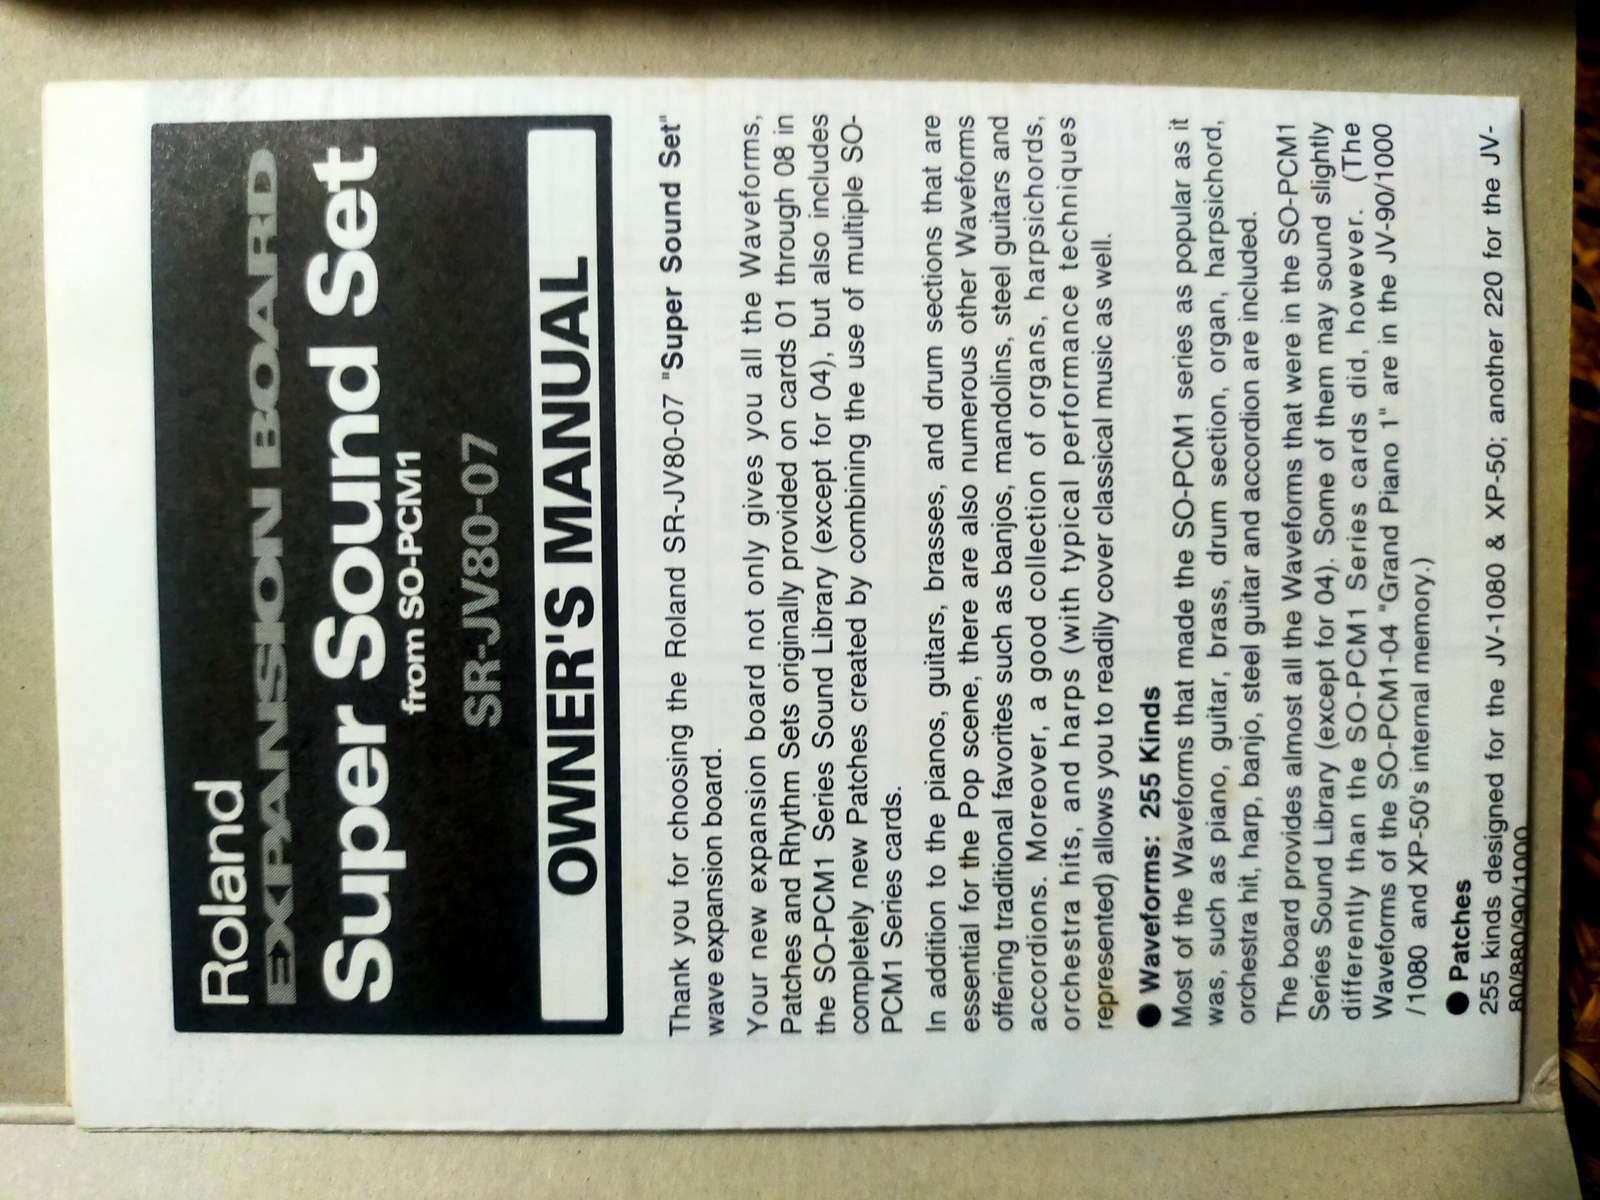 Roland
EXPANSION BOARD
Super Sound Set
from SO-PCM1
SR-JV80-07
OWNER'S MANUAL
Thank you for choosing the Roland SR-JV80-07 "Super Sound Set"
wave expansion board.
Your new expansion board not only gives you all the Waveforms,
Patches and Rhythm Sets originally provided on cards 01 through 08 in
the SO-PCM1 Series Sound Library (except for 04), but also includes
completely new Patches created by combining the use of multiple SO-
PCM1 Series cards.
In addition to the pianos, guitars, brasses, and drum sections that are
essential for the Pop scene, there are also numerous other Waveforms
offering traditional favorites such as banjos, mandolins, steel guitars and
accordions. Moreover, a good collection of organs, harpsichords,
orchestra hits, and harps (with typical performance techniques
represented) allows you to readily cover classical music as well.
● Waveforms: 255 Kinds
Most of the Waveforms that made the SO-PCM1 series as popular as it
was, such as piano, guitar, brass, drum section, organ, harpsichord,
orchestra hit, harp, banjo, steel guitar and accordion are included.
The board provides almost all the Waveforms that were in the SO-PCM1
Series Sound Library (except for 04). Some of them may sound slightly
differently than the SO-PCM1 Series cards did, however. (The
Waveforms of the SO-PCM1-04 "Grand Piano 1" are in the JV-90/1000
/1080 and XP-50's internal memory.)
● Patches
255 kinds designed for the JV-1080 & XP-50; another 220 for the JV-
80/880/90/1000